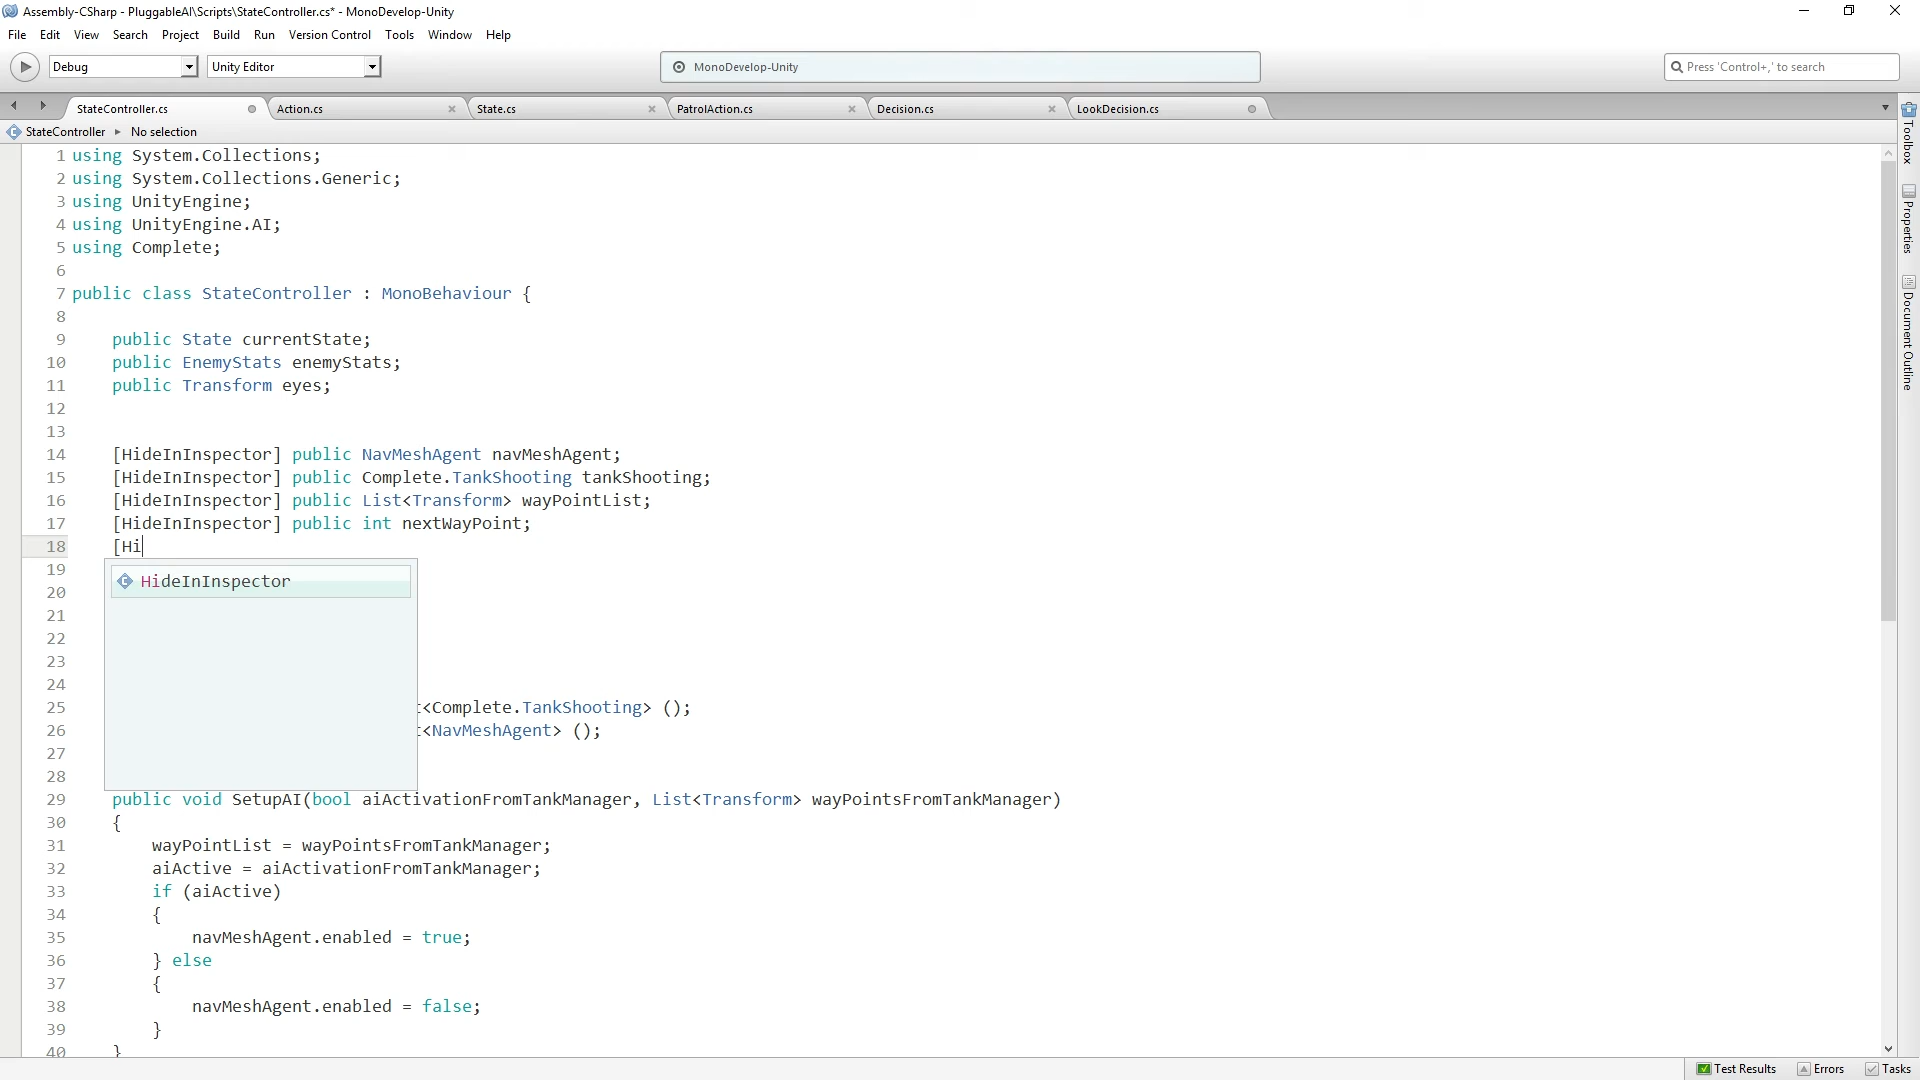 Assembly-CSharp - PluggableAI\Scripts\StateController.cs* - MonoDevelop-Unity
File Edit View Search Project Build Run Version Control Tools Window Help
Debug Unity Editor MonoDevelop-Unity Press 'Control+,' to search
StateController.cs Action.cs State.cs PatrolAction.cs Decision.cs LookDecision.cs
StateController No selection
1 using System.Collections;
2 using System.Collections.Generic;
3 using UnityEngine;
4 using UnityEngine.AI;
5 using Complete;
6
7 public class StateController : MonoBehaviour {
8
9 public State currentState;
10 public EnemyStats enemyStats;
11 public Transform eyes;
12
13
14 [HideInInspector] public NavMeshAgent navMeshAgent;
15 [HideInInspector] public Complete.TankShooting tankShooting;
16 [HideInInspector] public List<Transform> wayPointList;
17 [HideInInspector] public int nextWayPoint;
18 [Hi
19
HideInInspector
20
21
22
23
24
25 t<Complete.TankShooting> ();
26 t<NavMeshAgent> ();
27
28
29 public void SetupAI(bool aiActivationFromTankManager, List<Transform> wayPointsFromTankManager)
30 {
31 wayPointList = wayPointsFromTankManager;
32 aiActive = aiActivationFromTankManager;
33 if (aiActive)
34 {
35 navMeshAgent.enabled = true;
36 } else
37 {
38 navMeshAgent.enabled = false;
39 }
40 }
Toolbox
Properties
Document Outline
Test Results Errors Tasks